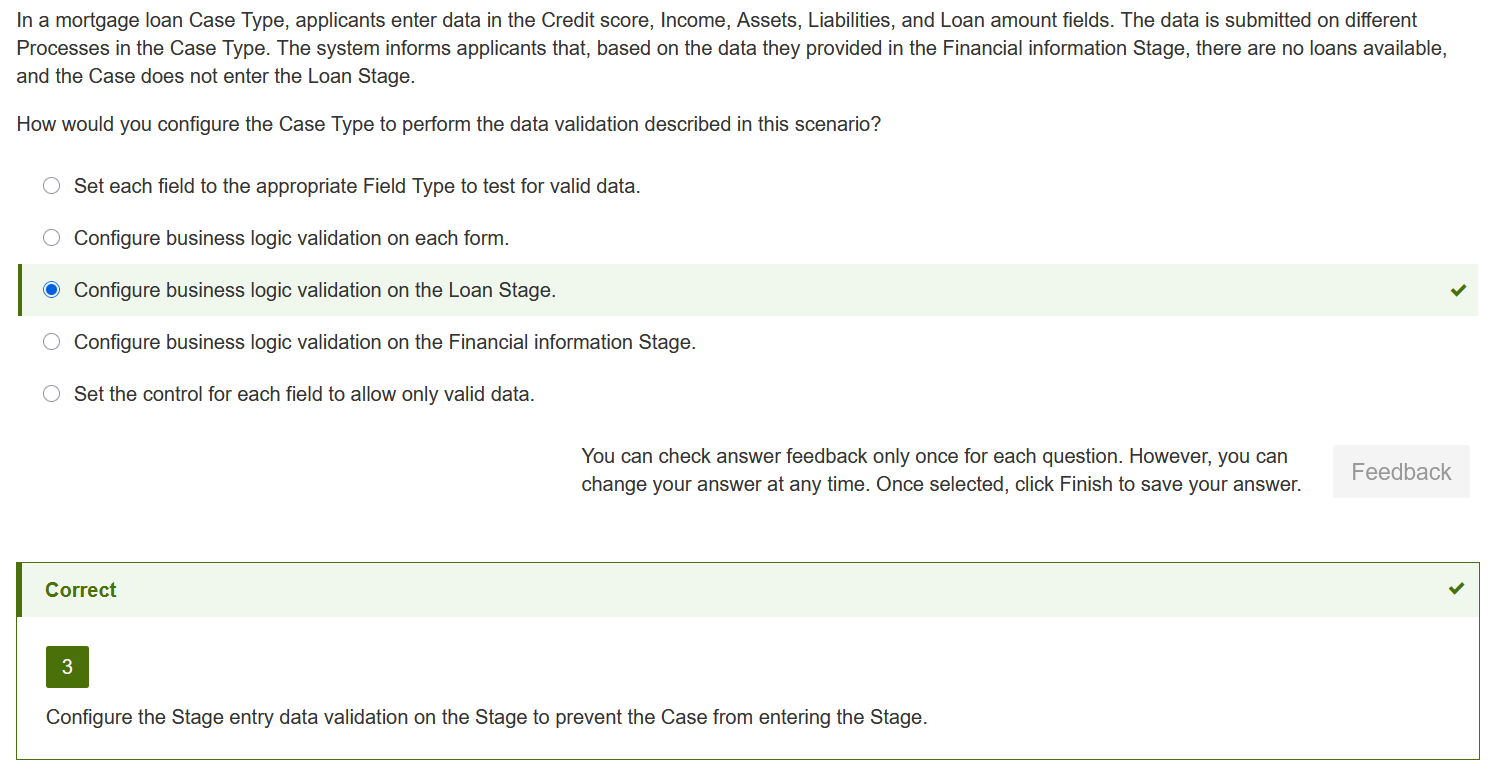 In a mortgage loan Case Type, applicants enter data in the Credit score, Income, Assets, Liabilities, and Loan amount fields. The data is submitted on different
Processes in the Case Type. The system informs applicants that, based on the data they provided in the Financial information Stage, there are no loans available,
and the Case does not enter the Loan Stage.
How would you configure the Case Type to perform the data validation described in this scenario?
Set each field to the appropriate Field Type to test for valid data.
Configure business logic validation on each form.
Configure business logic validation on the Loan Stage.
Configure business logic validation on the Financial information Stage.
Set the control for each field to allow only valid data.
You can check answer feedback only once for each question. However, you can
change your answer at any time. Once selected, click Finish to save your answer.
Feedback
Correct
3
Configure the Stage entry data validation on the Stage to prevent the Case from entering the Stage.